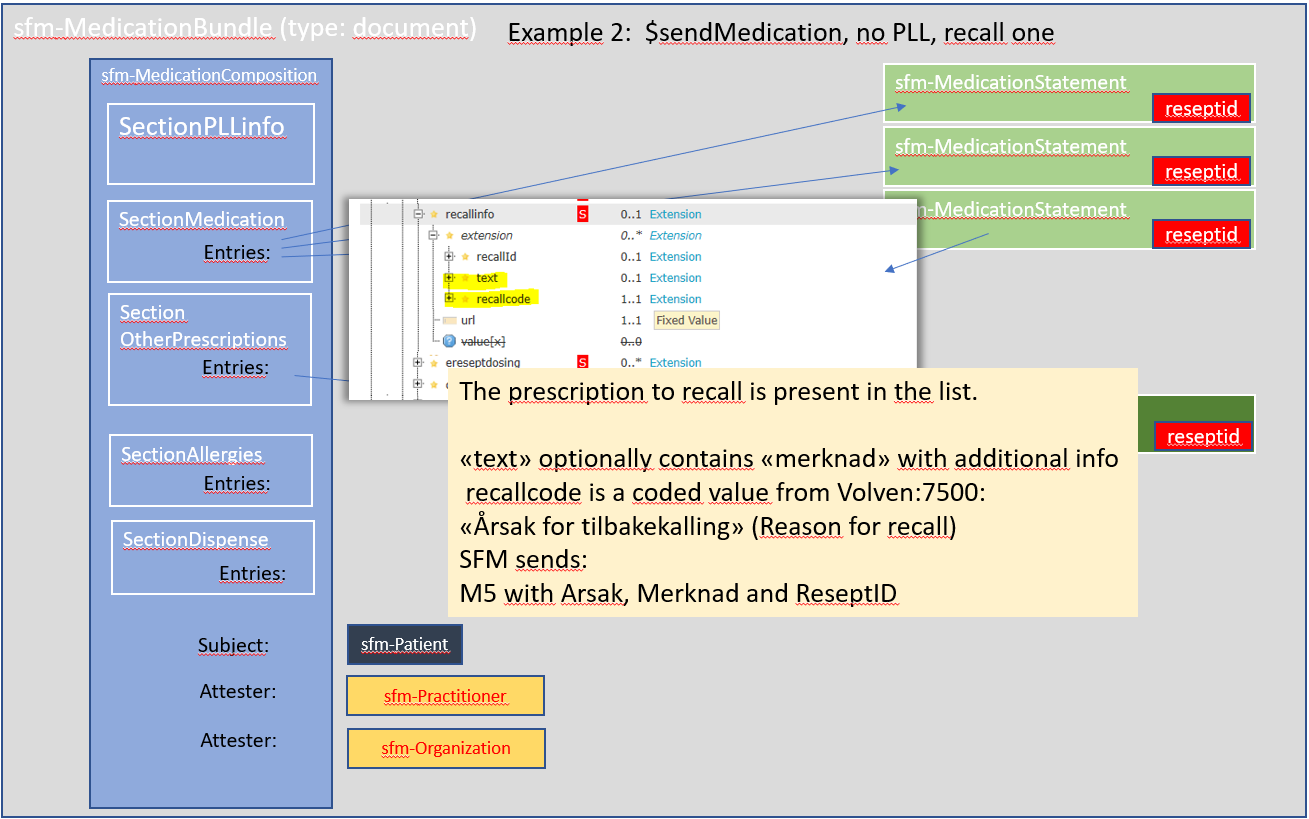 sfm-MedicationBundle (type: document)
Example 2: $sendMedication, no PLL, recall one
sfm-MedicationComposition
SectionPLLinfo
SectionMedication
Entries:
Section
OtherPrescriptions
Entries:
SectionAllergies
Entries:
SectionDispense
Entries:
Subject:
Attester:
Attester:
sfm-Patient
sfm-Practitioner
sfm-Organization
sfm-MedicationStatement
reseptid
sfm-MedicationStatement
reseptid
-MedicationStatement
reseptid
reseptid
recallinfo S 0..1 Extension
extension 0..* Extension
recallId 0..1 Extension
text 0..1 Extension
recallcode 1..1 Extension
url 1..1 Fixed Value
value[x] 0..0
ereseptdosing S 0..* Extension
The prescription to recall is present in the list.
«text» optionally contains «merknad» with additional info
recallcode is a coded value from Volven:7500:
«Årsak for tilbakekalling» (Reason for recall)
SFM sends:
M5 with Arsak, Merknad and ReseptID